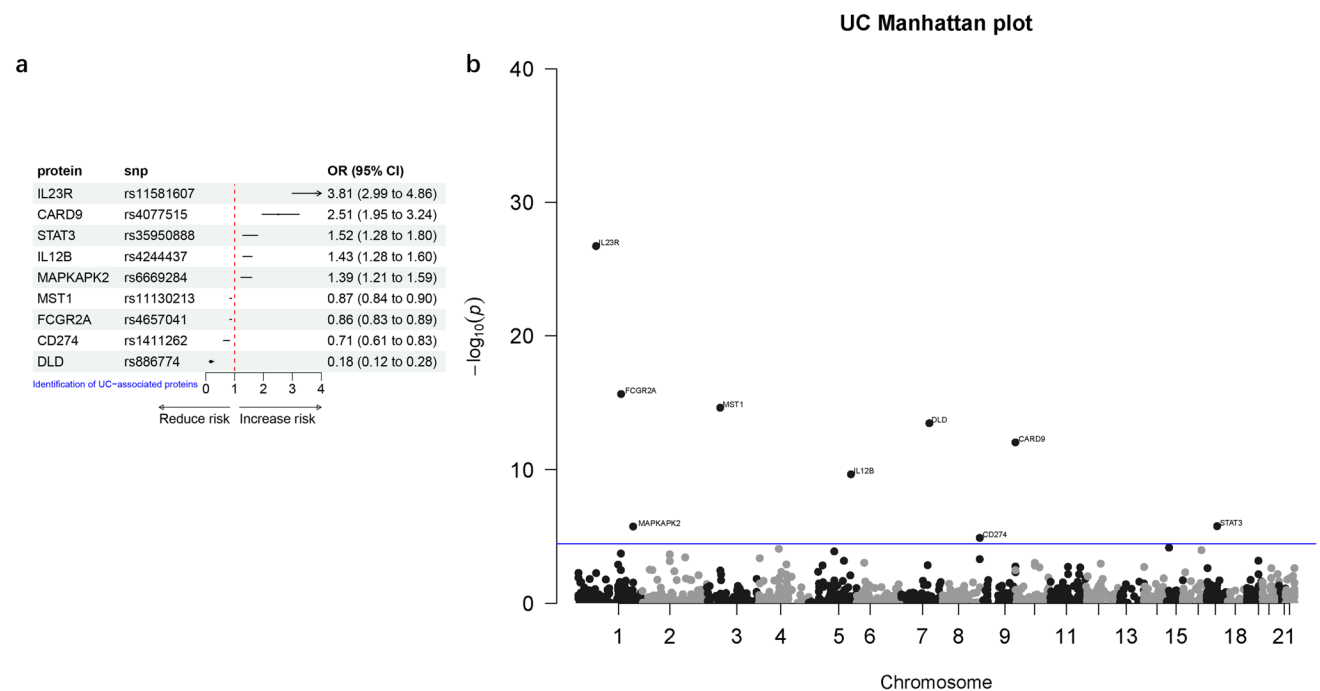 UC Manhattan plot
a
protein snp OR (95% CI)
IL23R rs11581607 3.81 (2.99 to 4.86)
CARD9 rs4077515 2.51 (1.95 to 3.24)
STAT3 rs35950888 1.52 (1.28 to 1.80)
IL12B rs4244437 1.43 (1.28 to 1.60)
MAPKAPK2 rs6669284 1.39 (1.21 to 1.59)
MST1 rs11130213 0.87 (0.84 to 0.90)
FCGR2A rs4657041 0.86 (0.83 to 0.89)
CD274 rs1411262 0.71 (0.61 to 0.83)
DLD rs886774 0.18 (0.12 to 0.28)
Identification of UC−associated proteins
0 1 2 3 4
Reduce risk Increase risk
b
40
30
20
10
0
−log10(p)
IL23R
FCGR2A
MST1
DLD
CARD9
IL12B
MAPKAPK2
STAT3
CD274
1 2 3 4 5 6 7 8 9 11 13 15 18 21
Chromosome